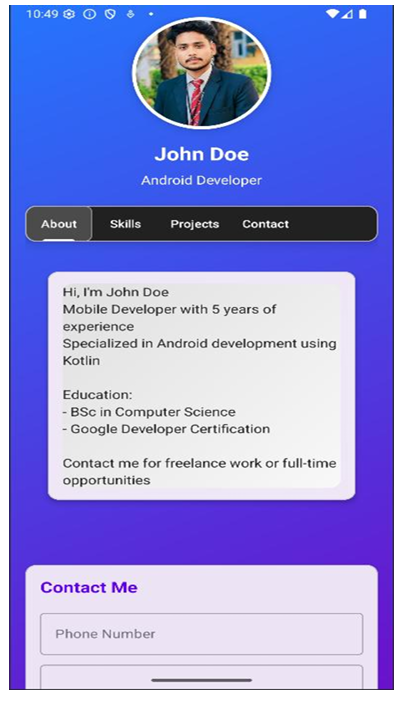 10:49
John Doe
Android Developer
About Skills Projects Contact
Hi, I'm John Doe
Mobile Developer with 5 years of
experience
Specialized in Android development using
Kotlin
Education:
- BSc in Computer Science
- Google Developer Certification
Contact me for freelance work or full-time
opportunities
Contact Me
Phone Number